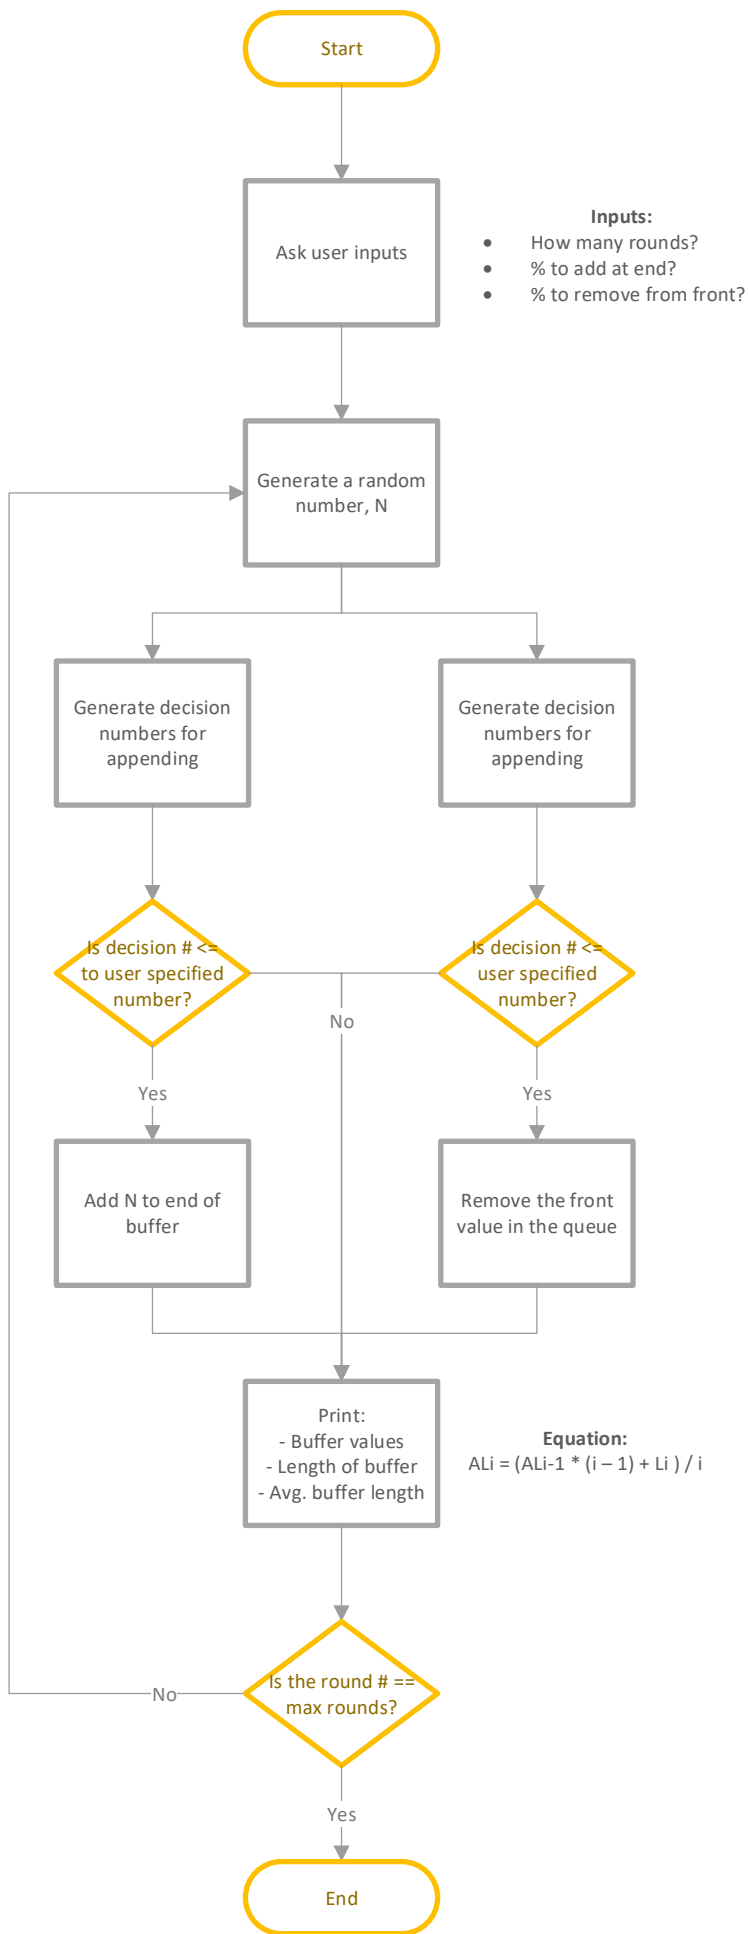 Start
Ask user inputs
Inputs:
• How many rounds?
• % to add at end?
• % to remove from front?
Generate a random
number, N
Generate decision
numbers for
appending
Generate decision
numbers for
appending
Is decision # <=
to user specified
number?
Is decision # <=
user specified
number?
No
Yes
Yes
Add N to end of
buffer
Remove the front
value in the queue
Print:
- Buffer values
- Length of buffer
- Avg. buffer length
Equation:
ALi = (ALi-1 * (i – 1) + Li ) / i
Is the round # ==
max rounds?
No
Yes
End